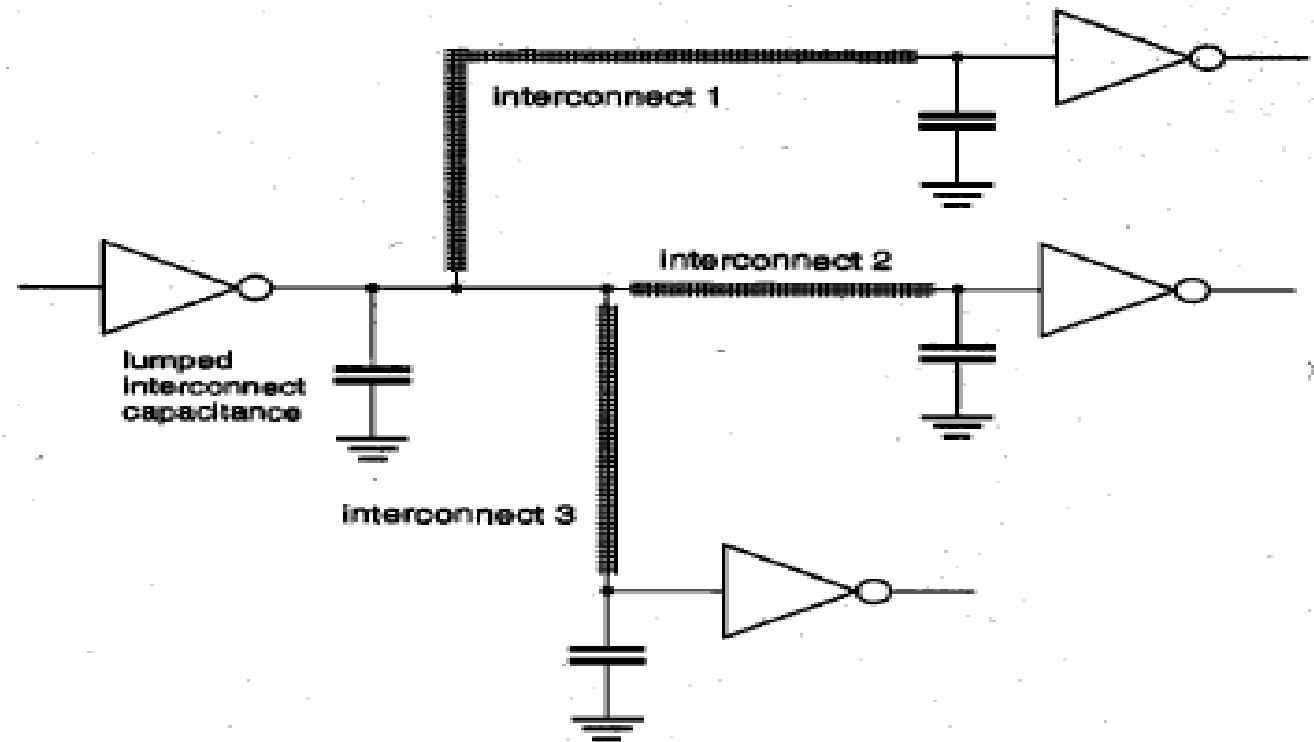 interconnect 1
interconnect 2
lumped
interconnect
capacitance
interconnect 3